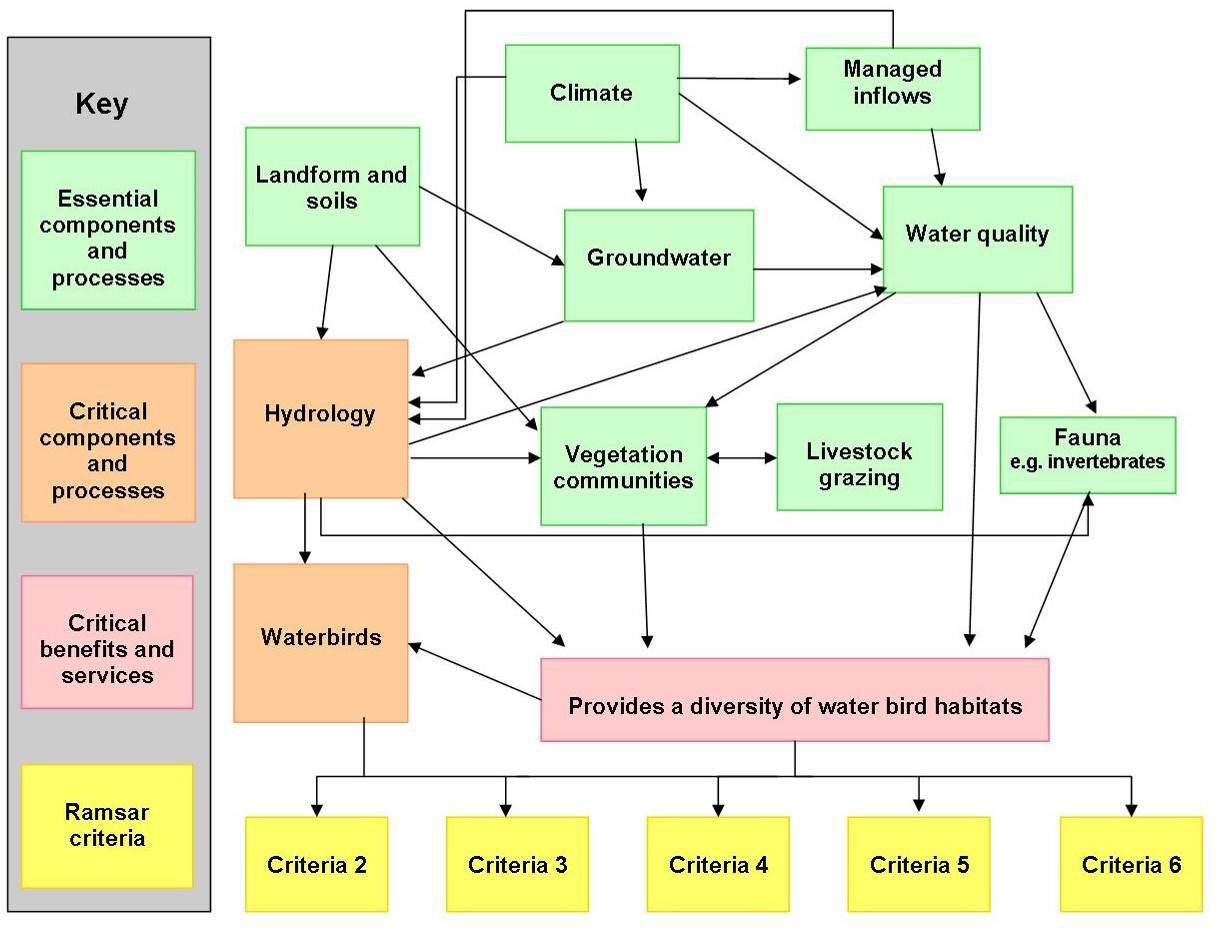 Key
Essential
components
and
processes
Critical
components
and
processes
Critical
benefits and
services
Ramsar
criteria
Climate
Managed
inflows
Landform and
soils
Groundwater
Water quality
Hydrology
Vegetation
communities
Livestock
grazing
Fauna
e.g. invertebrates
Waterbirds
Provides a diversity of water bird habitats
Criteria 2
Criteria 3
Criteria 4
Criteria 5
Criteria 6